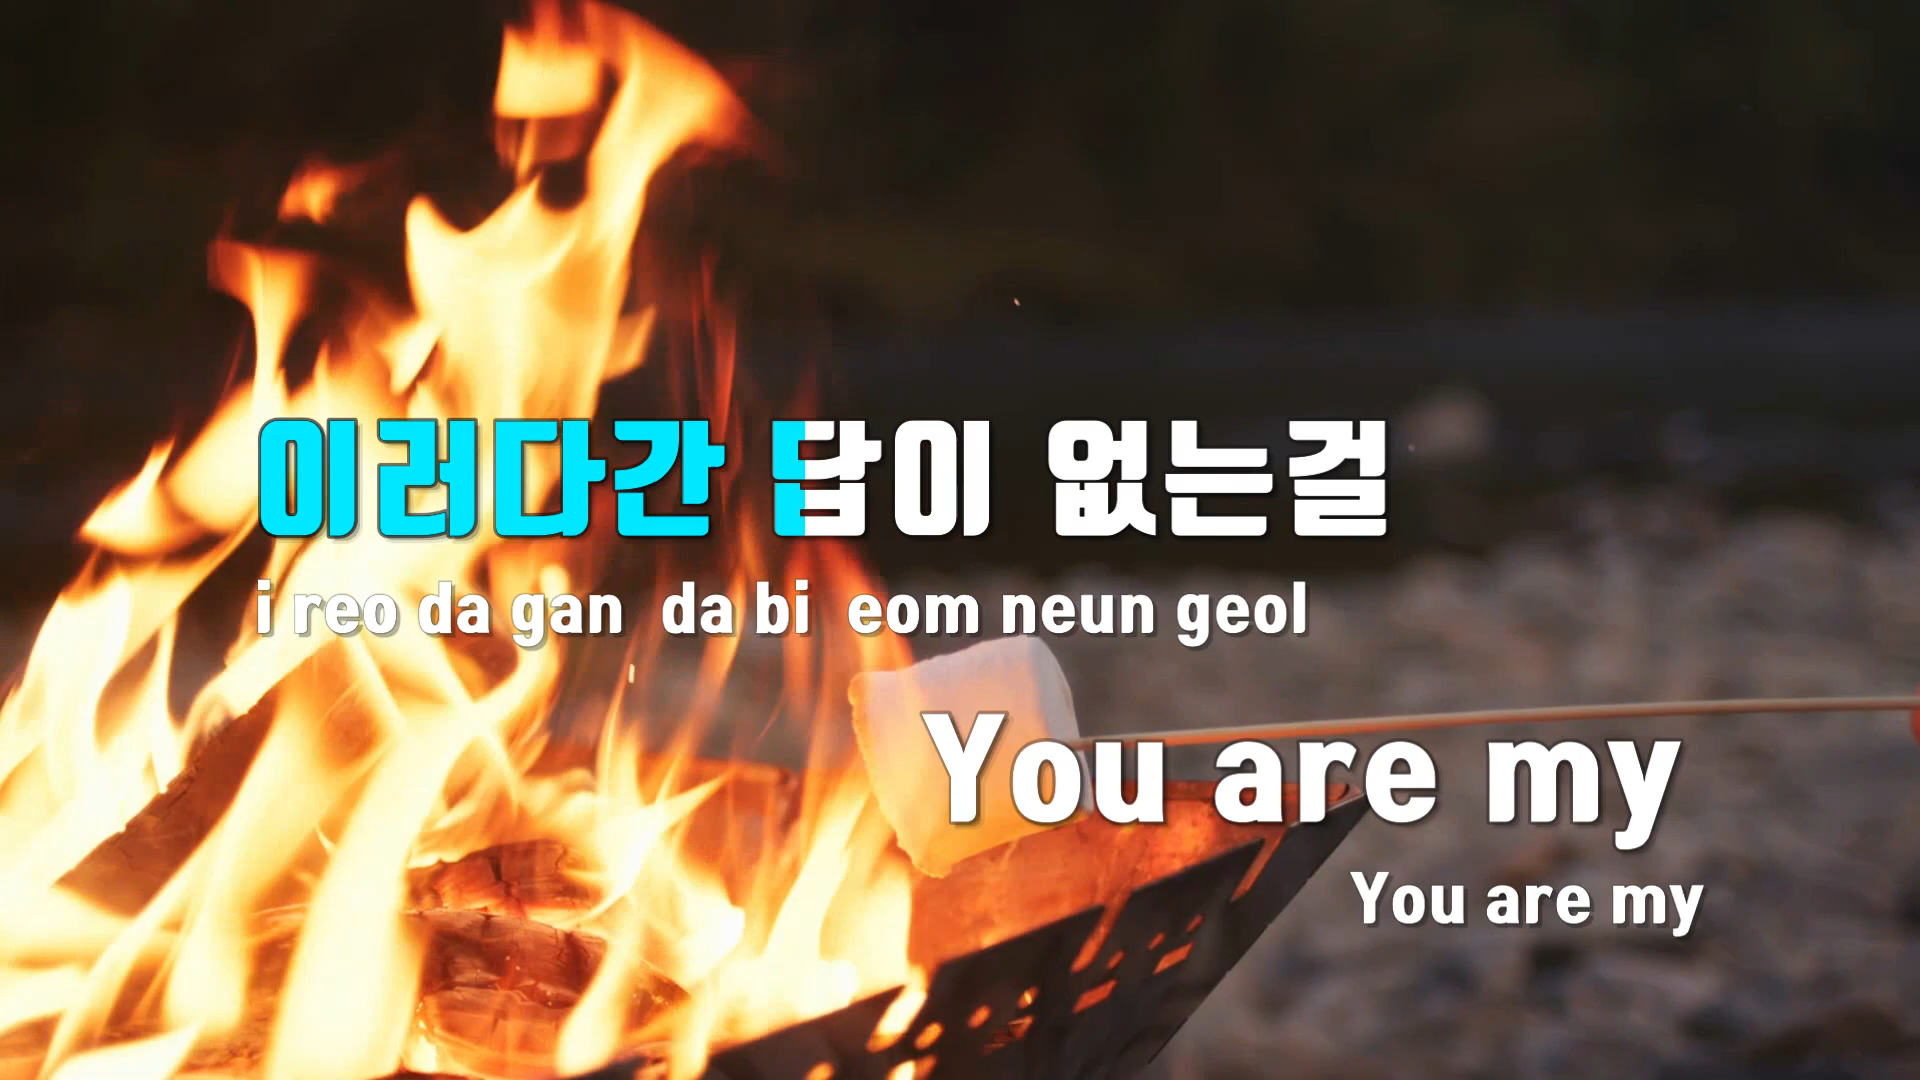 이러다간 답이 없는걸
i reo da gan da bi eom neun geol
You are my
You are my